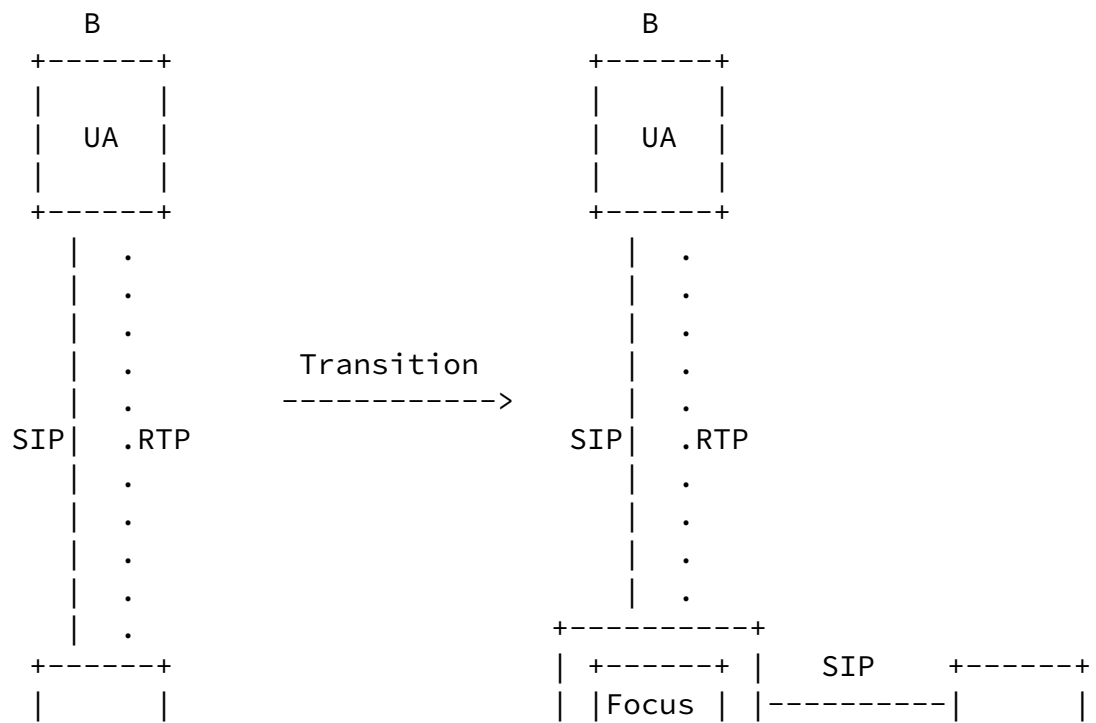 B B
UA UA
Transition
SIP RTP SIP RTP
SIP
Focus